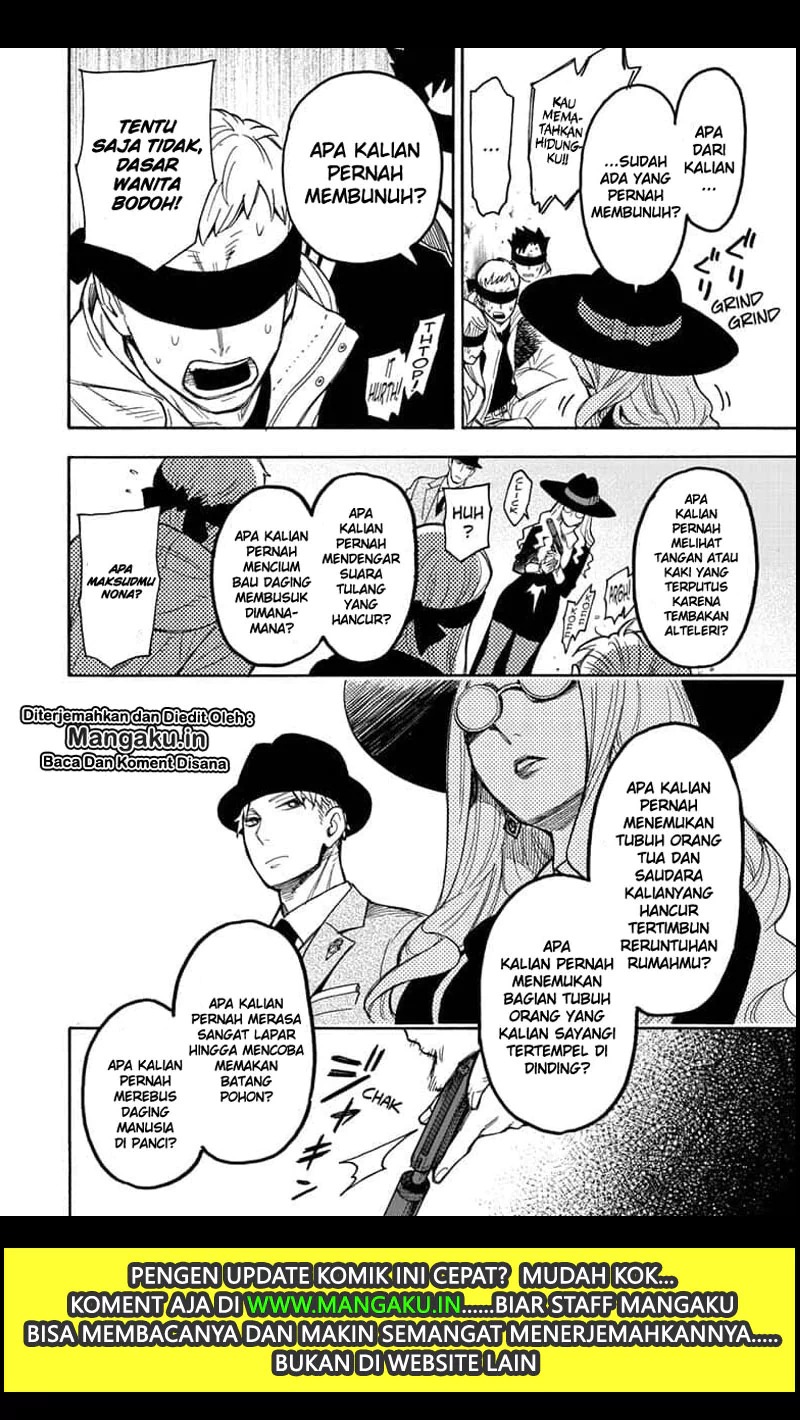 APA
DARI
KALIAN
...
...SUDAH
ADA YANG
PERNAH
MEMBUNUH?
KAU
MEMA-
TAHKAN
HIDUNG-
KU!!
...
GRIND
GRIND
APA KALIAN
PERNAH
MEMBUNUH?
TENTU
SAJA TIDAK,
DASAR
WANITA
BODOH!
THTOP!
IT
HURTH!
APA
KALIAN
PERNAH
MELIHAT
TANGAN ATAU
KAKI YANG
TERPUTUS
KARENA
TEMBAKAN
ALTELERI?
ARGH!
CLICK
HUH
?
APA
KALIAN
PERNAH
MENDENGAR
SUARA
TULANG
YANG
HANCUR?
APA KALIAN
PERNAH
MENCIUM
BAU DAGING
MEMBUSUK
DIMANA-
MANA?
APA
MAKSUDMU
NONA?
Diterjemahkan dan Diedit Oleh :
Mangaku.in
Baca Dan Koment Disana
APA KALIAN
PERNAH
MENEMUKAN
TUBUH ORANG
TUA DAN
SAUDARA
KALIANYANG
HANCUR
TERTIMBUN
RERUNTUHAN
RUMAHMU?
APA
KALIAN PERNAH
MENEMUKAN
BAGIAN TUBUH
ORANG YANG
KALIAN SAYANGI
TERTEMPEL DI
DINDING?
APA KALIAN
PERNAH MERASA
SANGAT LAPAR
HINGGA MENCOBA
MEMAKAN
BATANG
POHON?
APA KALIAN
PERNAH
MEREBUS
DAGING
MANUSIA
DI PANCI?
CHAK
PENGEN UPDATE KOMIK INI CEPAT? MUDAH KOK...
KOMENT AJA DI WWW.MANGAKU.IN......BIAR STAFF MANGAKU
BISA MEMBACANYA DAN MAKIN SEMANGAT MENERJEMAHKANNYA.....
BUKAN DI WEBSITE LAIN